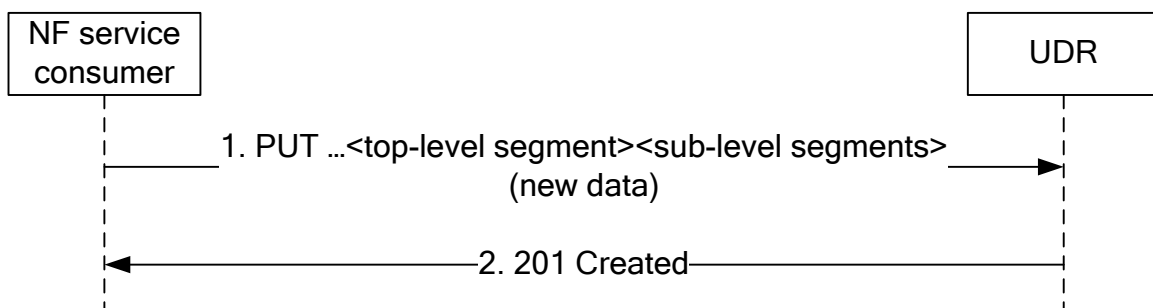 NF service
consumer
UDR
1. PUT …<top-level segment><sub-level segments>
(new data)
2. 201 Created